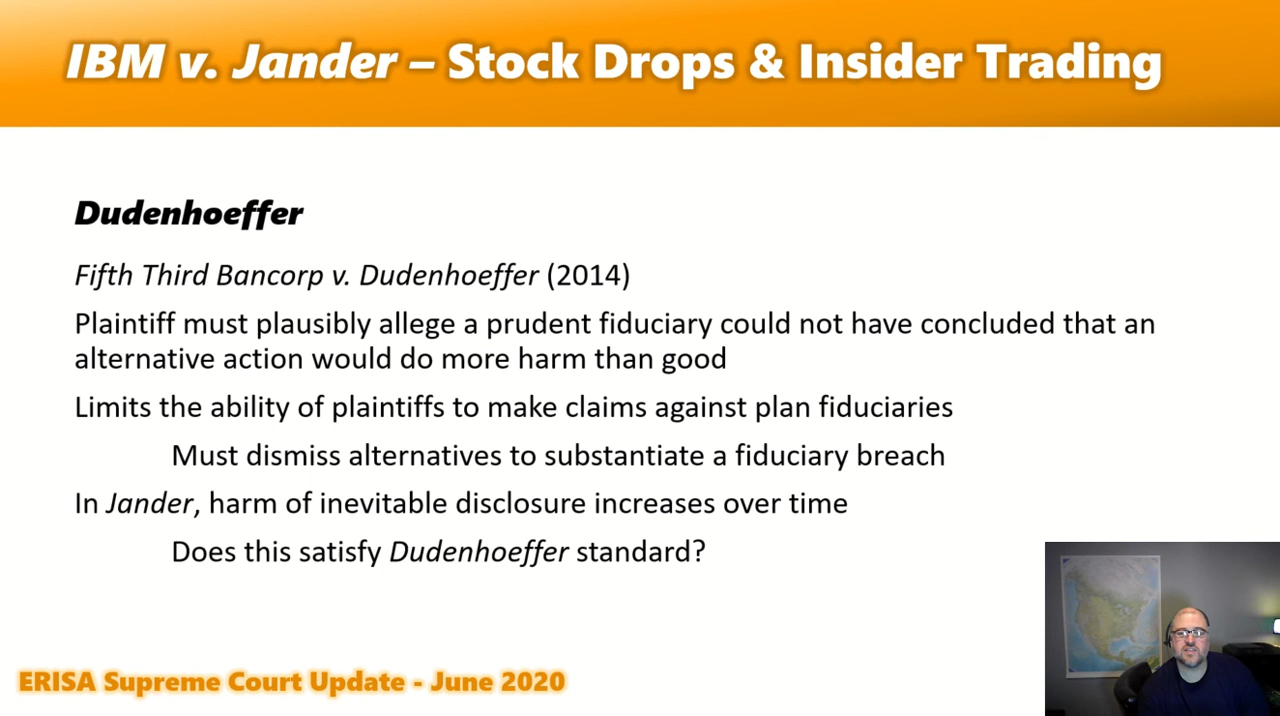 IBM v. Jander – Stock Drops & Insider Trading
Dudenhoeffer
Fifth Third Bancorp v. Dudenhoeffer (2014)
Plaintiff must plausibly allege a prudent fiduciary could not have concluded that an
alternative action would do more harm than good
Limits the ability of plaintiffs to make claims against plan fiduciaries
Must dismiss alternatives to substantiate a fiduciary breach
In Jander, harm of inevitable disclosure increases over time
Does this satisfy Dudenhoeffer standard?
ERISA Supreme Court Update - June 2020